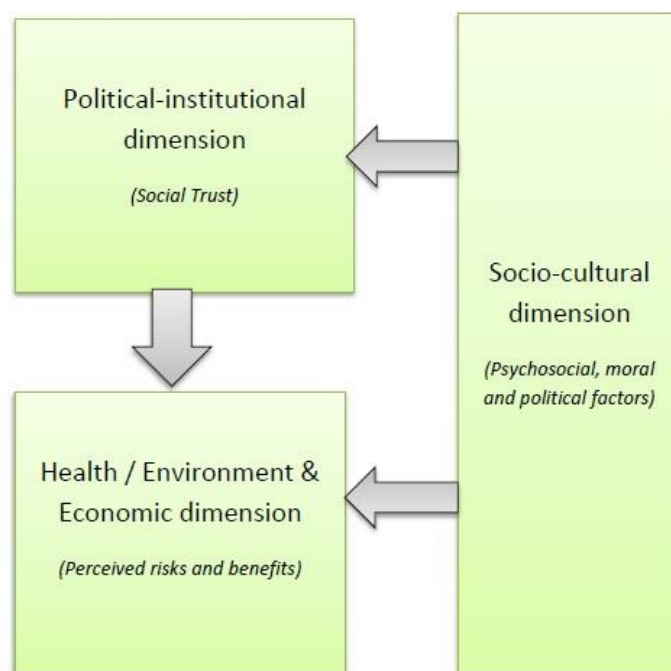 Political-institutional
dimension
(Social Trust)
Socio-cultural
dimension
(Psychosocial, moral
and political factors)
Health / Environment &
Economic dimension
(Perceived risks and benefits)